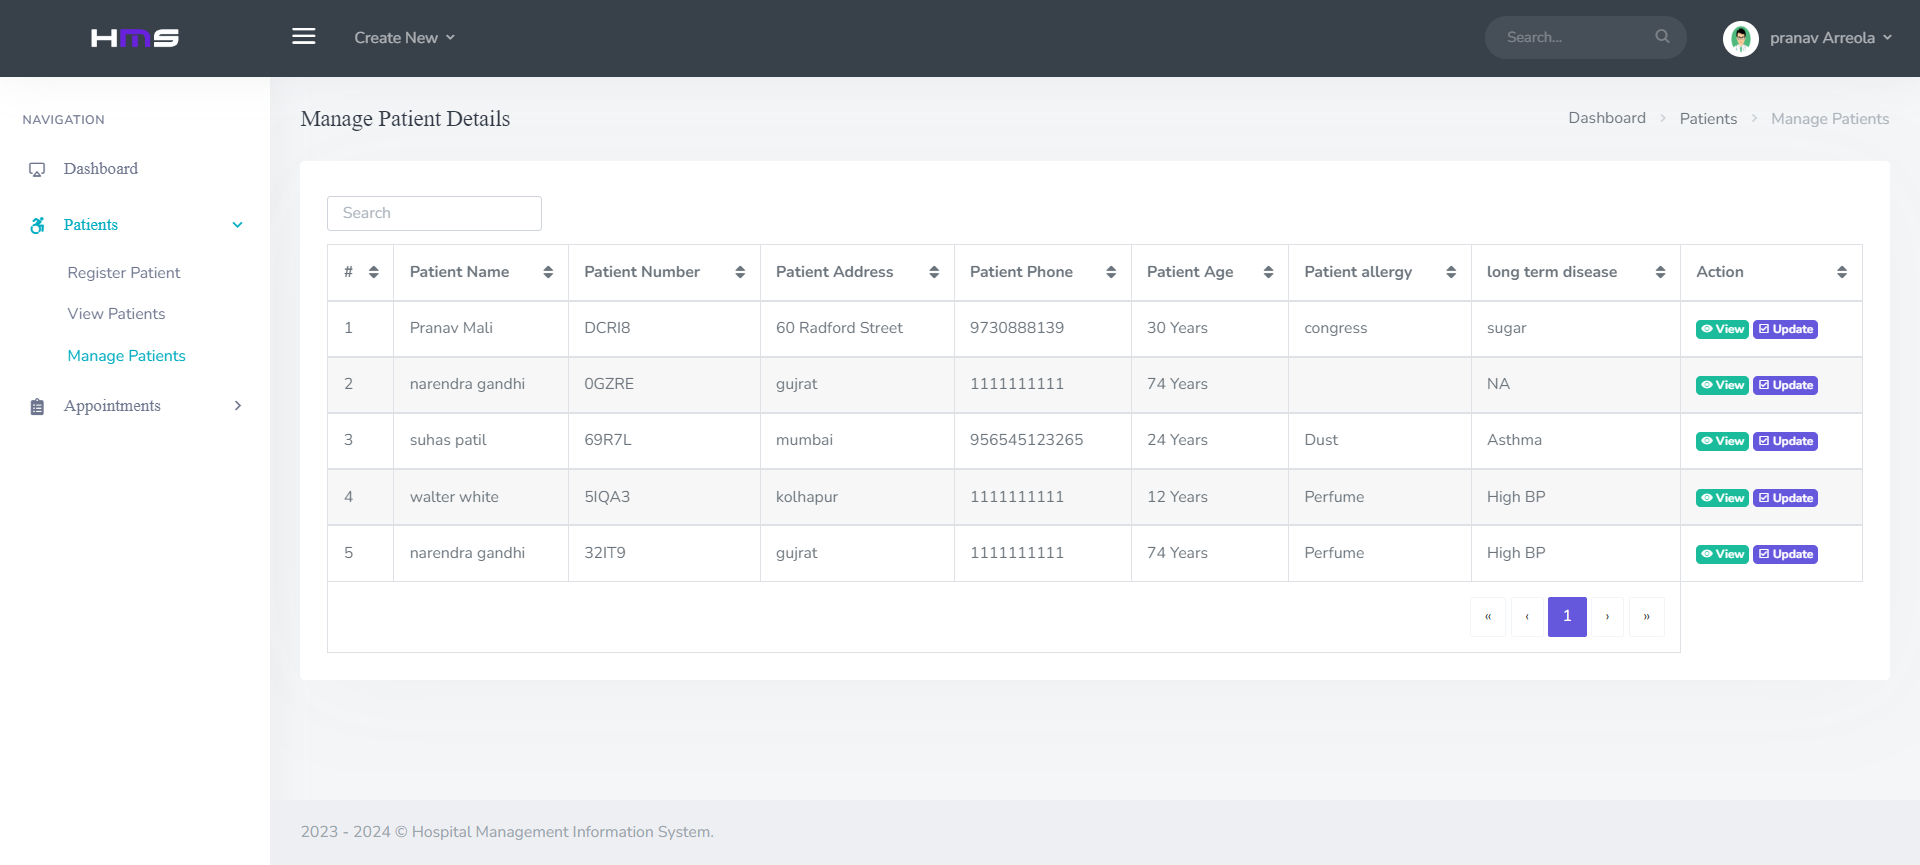 HMS
Create New
Search...
pranav Arreola
NAVIGATION
Dashboard
Patients
Register Patient
View Patients
Manage Patients
Appointments
Manage Patient Details
Dashboard > Patients > Manage Patients
Search
# Patient Name Patient Number Patient Address Patient Phone Patient Age Patient allergy long term disease Action
1 Pranav Mali DCRI8 60 Radford Street 9730888139 30 Years congress sugar View Update
2 narendra gandhi 0GZRE gujrat 1111111111 74 Years NA View Update
3 suhas patil 69R7L mumbai 956545123265 24 Years Dust Asthma View Update
4 walter white 5IQA3 kolhapur 1111111111 12 Years Perfume High BP View Update
5 narendra gandhi 32IT9 gujrat 1111111111 74 Years Perfume High BP View Update
« ‹ 1 › »
2023 - 2024 © Hospital Management Information System.